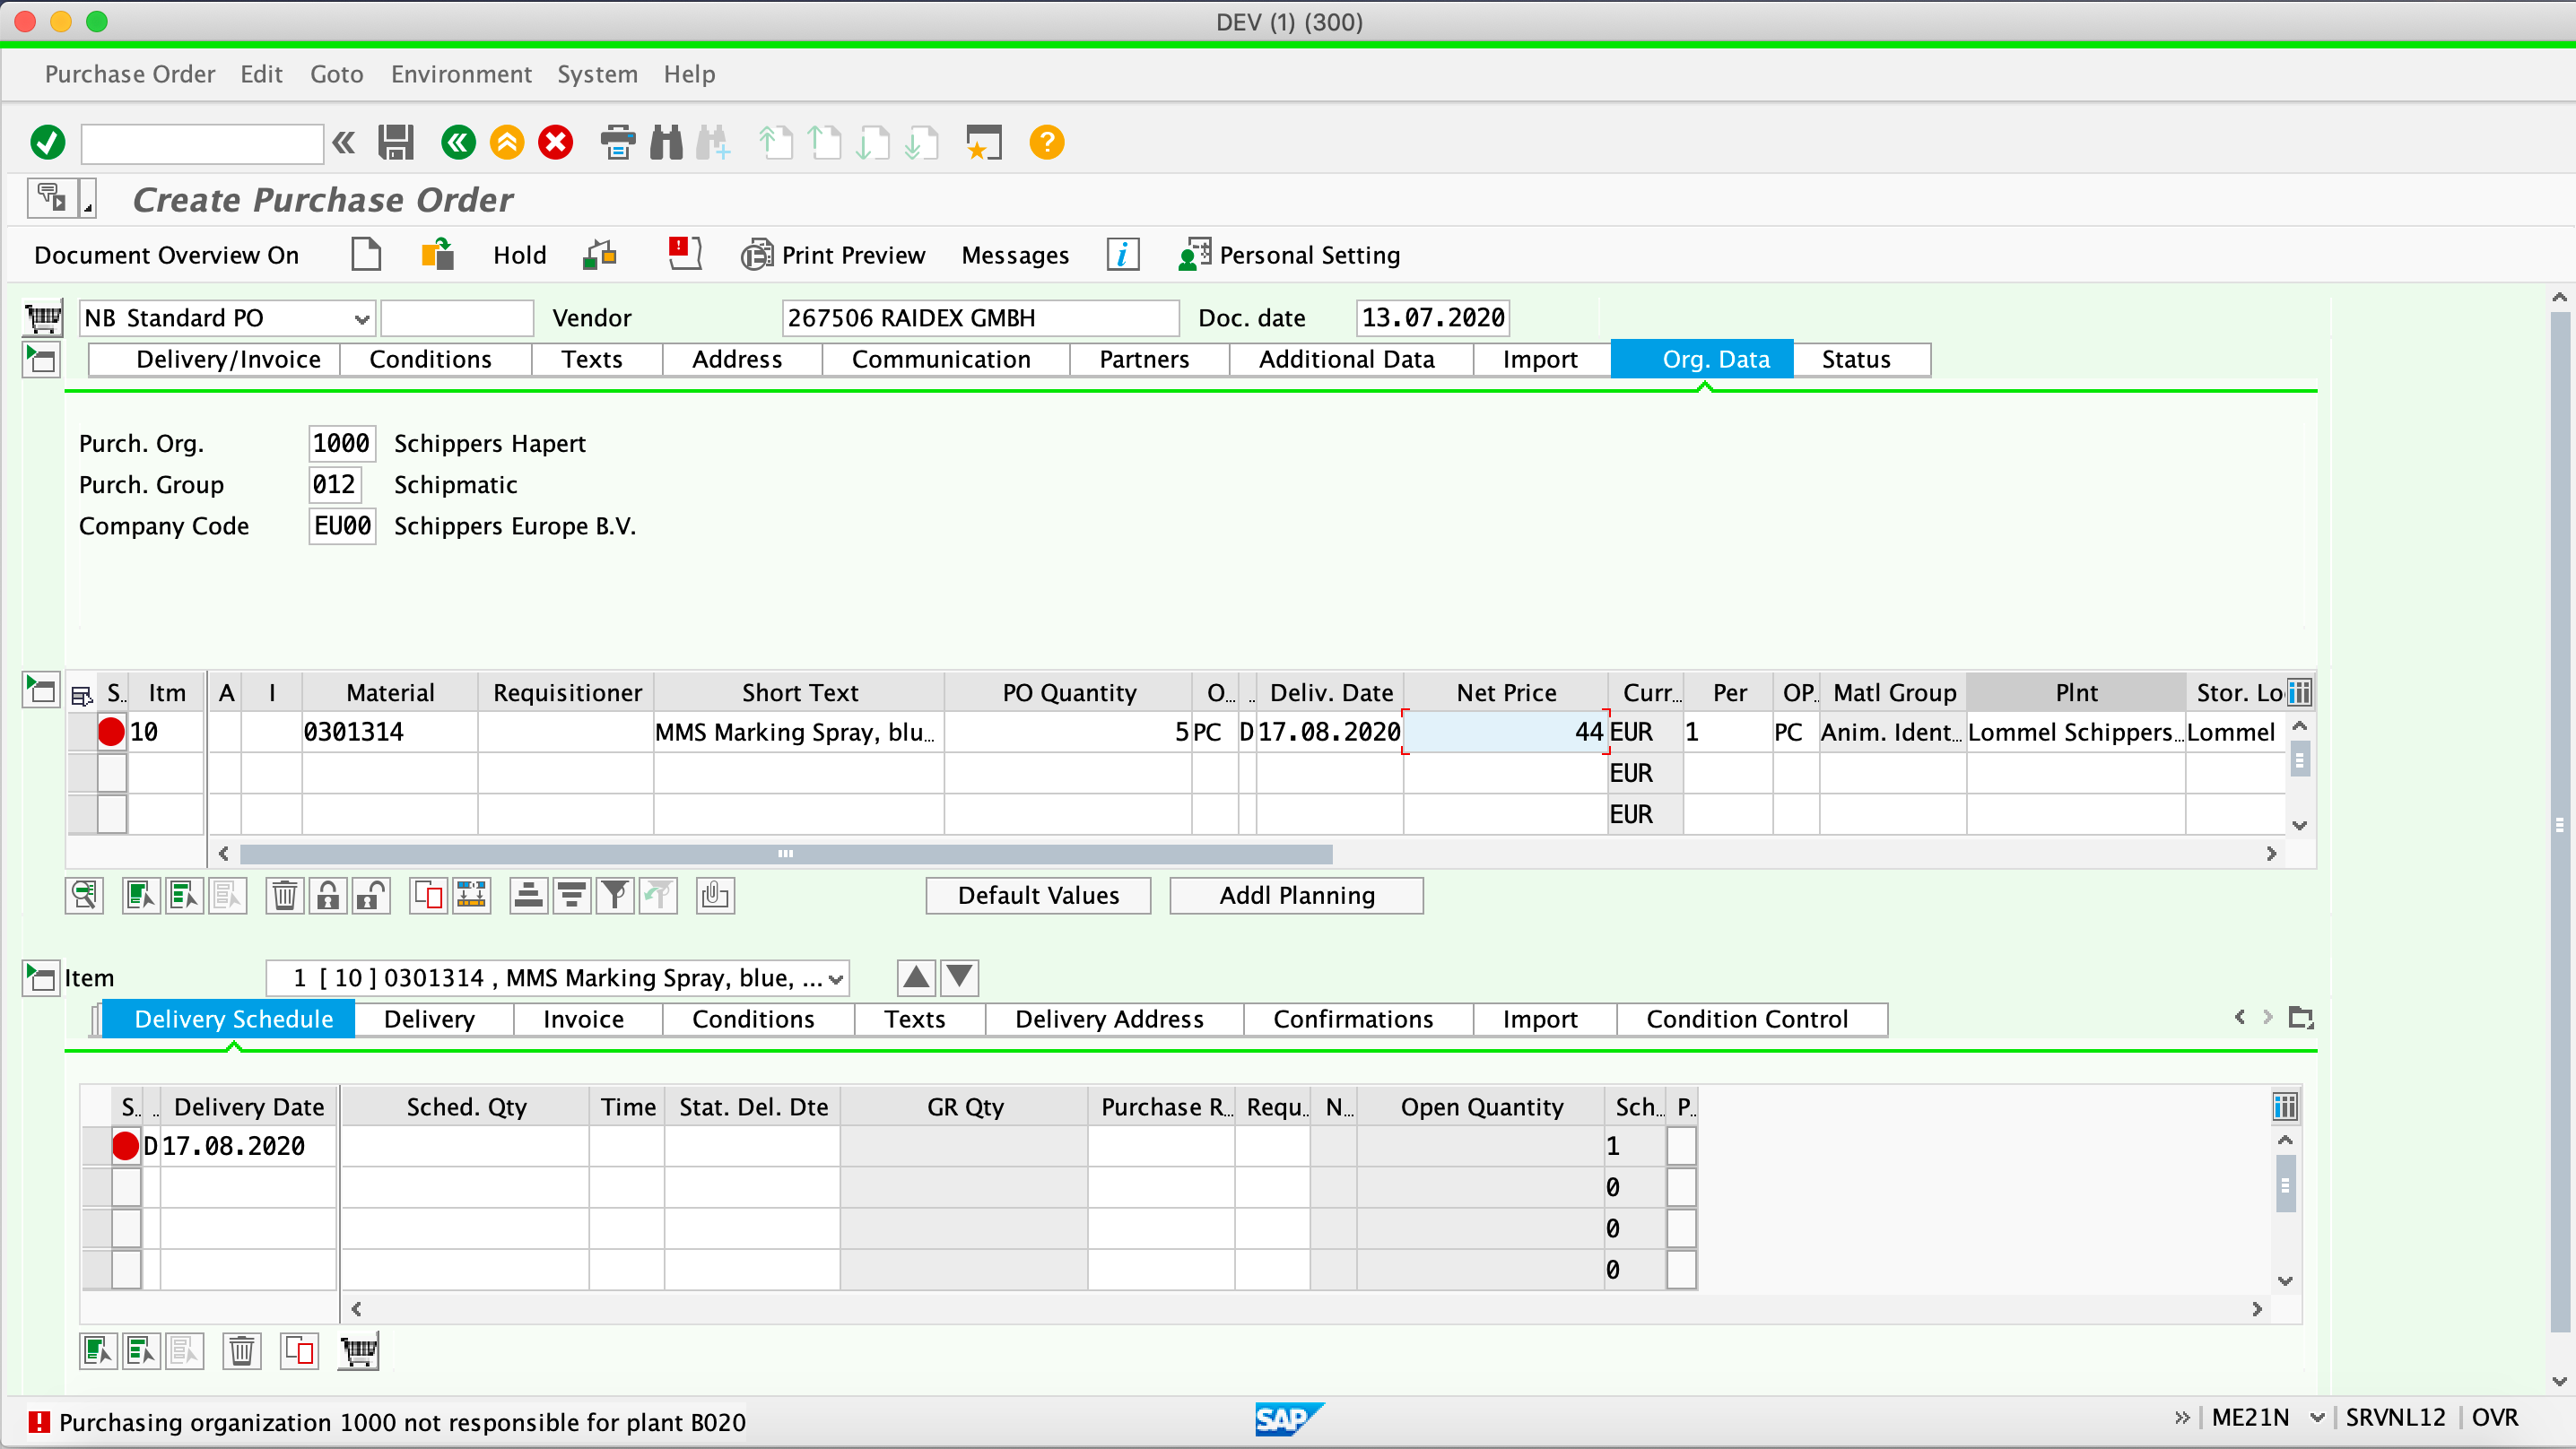 DEV (1) (300)
Purchase Order Edit Goto Environment System Help
Create Purchase Order
Document Overview On Hold Print Preview Messages Personal Setting
NB Standard PO Vendor 267506 RAIDEX GMBH Doc. date 13.07.2020
Delivery/Invoice Conditions Texts Address Communication Partners Additional Data Import Org. Data Status
Purch. Org. 1000 Schippers Hapert
Purch. Group 012 Schipmatic
Company Code EU00 Schippers Europe B.V.
S.. Itm A I Material Requisitioner Short Text PO Quantity O... .. Deliv. Date Net Price Curr... Per OP.. Matl Group Plnt Stor. Lo
10 0301314 MMS Marking Spray, blu... 5 PC D 17.08.2020 44 EUR 1 PC Anim. Ident... Lommel Schippers... Lommel
EUR
EUR
Default Values Addl Planning
Item 1 [ 10 ] 0301314 , MMS Marking Spray, blue, ...
Delivery Schedule Delivery Invoice Conditions Texts Delivery Address Confirmations Import Condition Control
S.. .. Delivery Date Sched. Qty Time Stat. Del. Dte GR Qty Purchase R... Requ.. N... Open Quantity Sch... P..
D 17.08.2020 1
0
0
0
Purchasing organization 1000 not responsible for plant B020 SAP ME21N SRVNL12 OVR